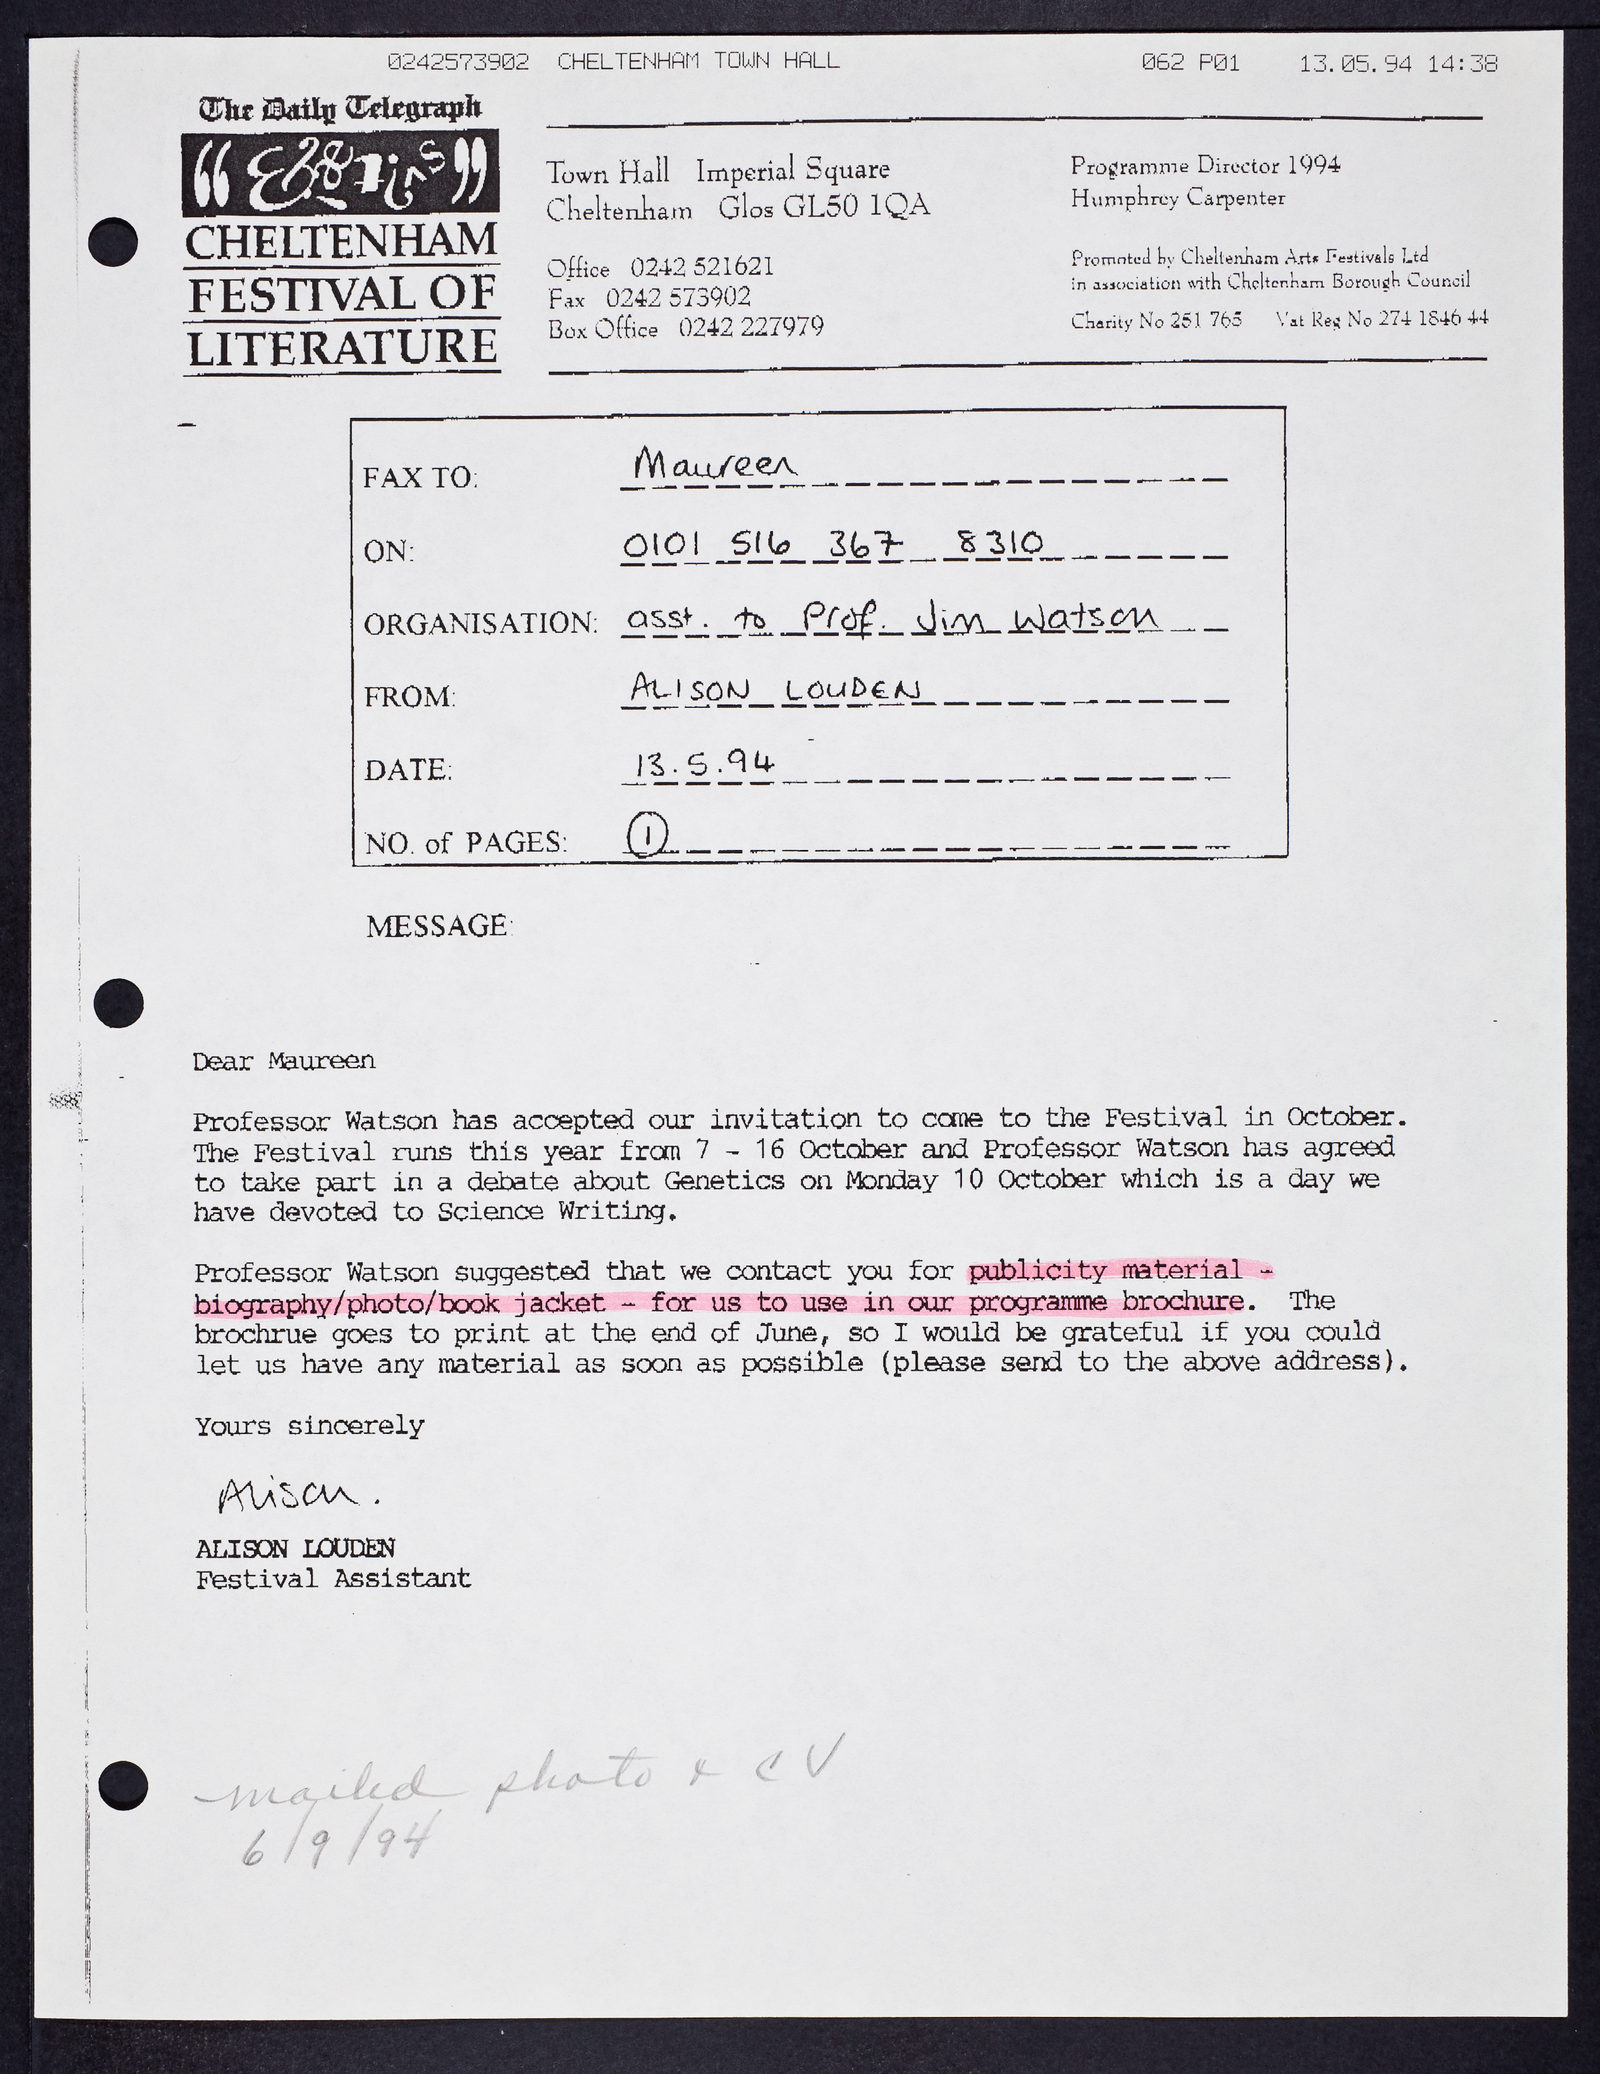 0242573902 CHELTENHAM TOWN HALL 062 P01 13.05.94 14:38
The Daily Telegraph
CHELTENHAM
FESTIVAL OF
LITERATURE
Town Hall Imperial Square
Cheltenham Glos GL50 1QA
Office 0242 521621
Fax 0242 573902
Box Office 0242 227979
Programme Director 1994
Humphrey Carpenter
Promoted by Cheltenham Arts Festivals Ltd
in association with Cheltenham Borough Council
Charity No 251 765 Vat Reg No 274 1846 44
FAX TO: Maureen
ON: 0101 516 367 8310
ORGANISATION: asst. to Prof. Jim Watson
FROM: ALISON LOUDEN
DATE: 13.5.94
NO. of PAGES: 1
MESSAGE:
Dear Maureen
Professor Watson has accepted our invitation to come to the Festival in October.
The Festival runs this year from 7 - 16 October and Professor Watson has agreed
to take part in a debate about Genetics on Monday 10 October which is a day we
have devoted to Science Writing.
Professor Watson suggested that we contact you for publicity material -
biography/photo/book jacket - for us to use in our programme brochure. The
brochrue goes to print at the end of June, so I would be grateful if you could
let us have any material as soon as possible (please send to the above address).
Yours sincerely
Alison.
ALISON LOUDEN
Festival Assistant
mailed photo & CV
6/9/94